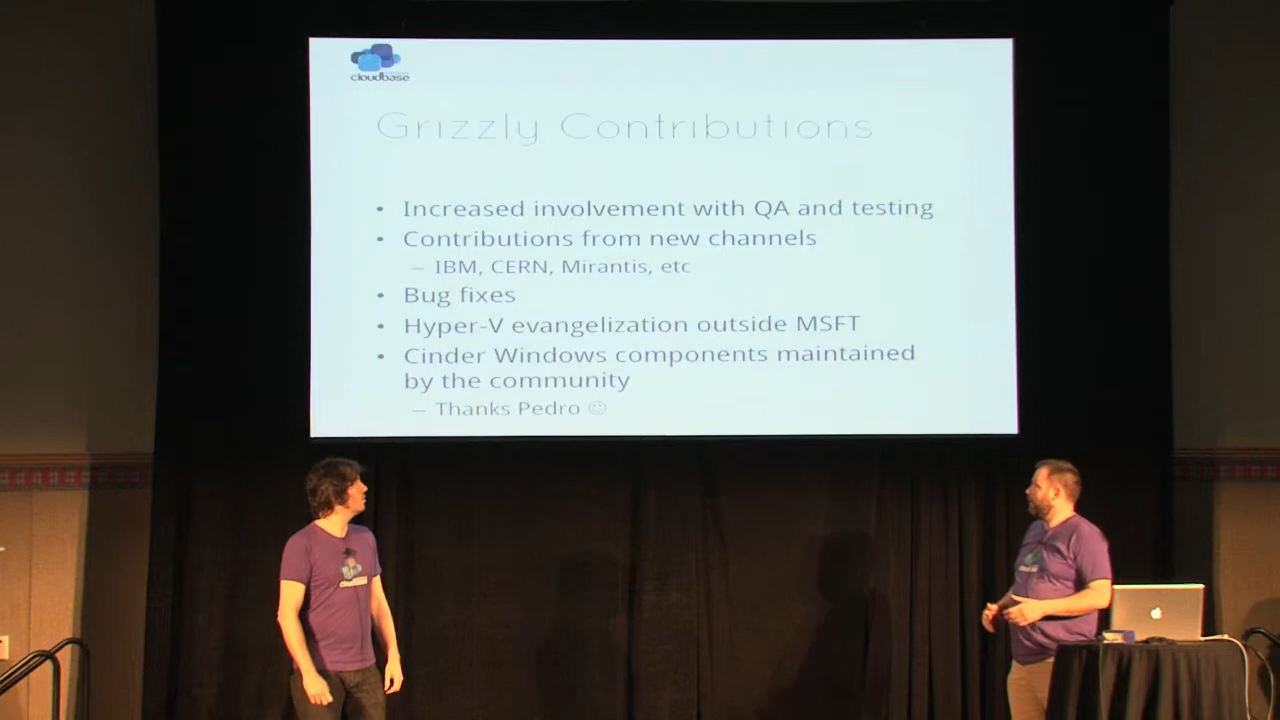 cloudbase
Grizzly Contributions
• Increased involvement with QA and testing
• Contributions from new channels
– IBM, CERN, Mirantis, etc
• Bug fixes
• Hyper-V evangelization outside MSFT
• Cinder Windows components maintained
by the community
– Thanks Pedro ☺
cloudbase